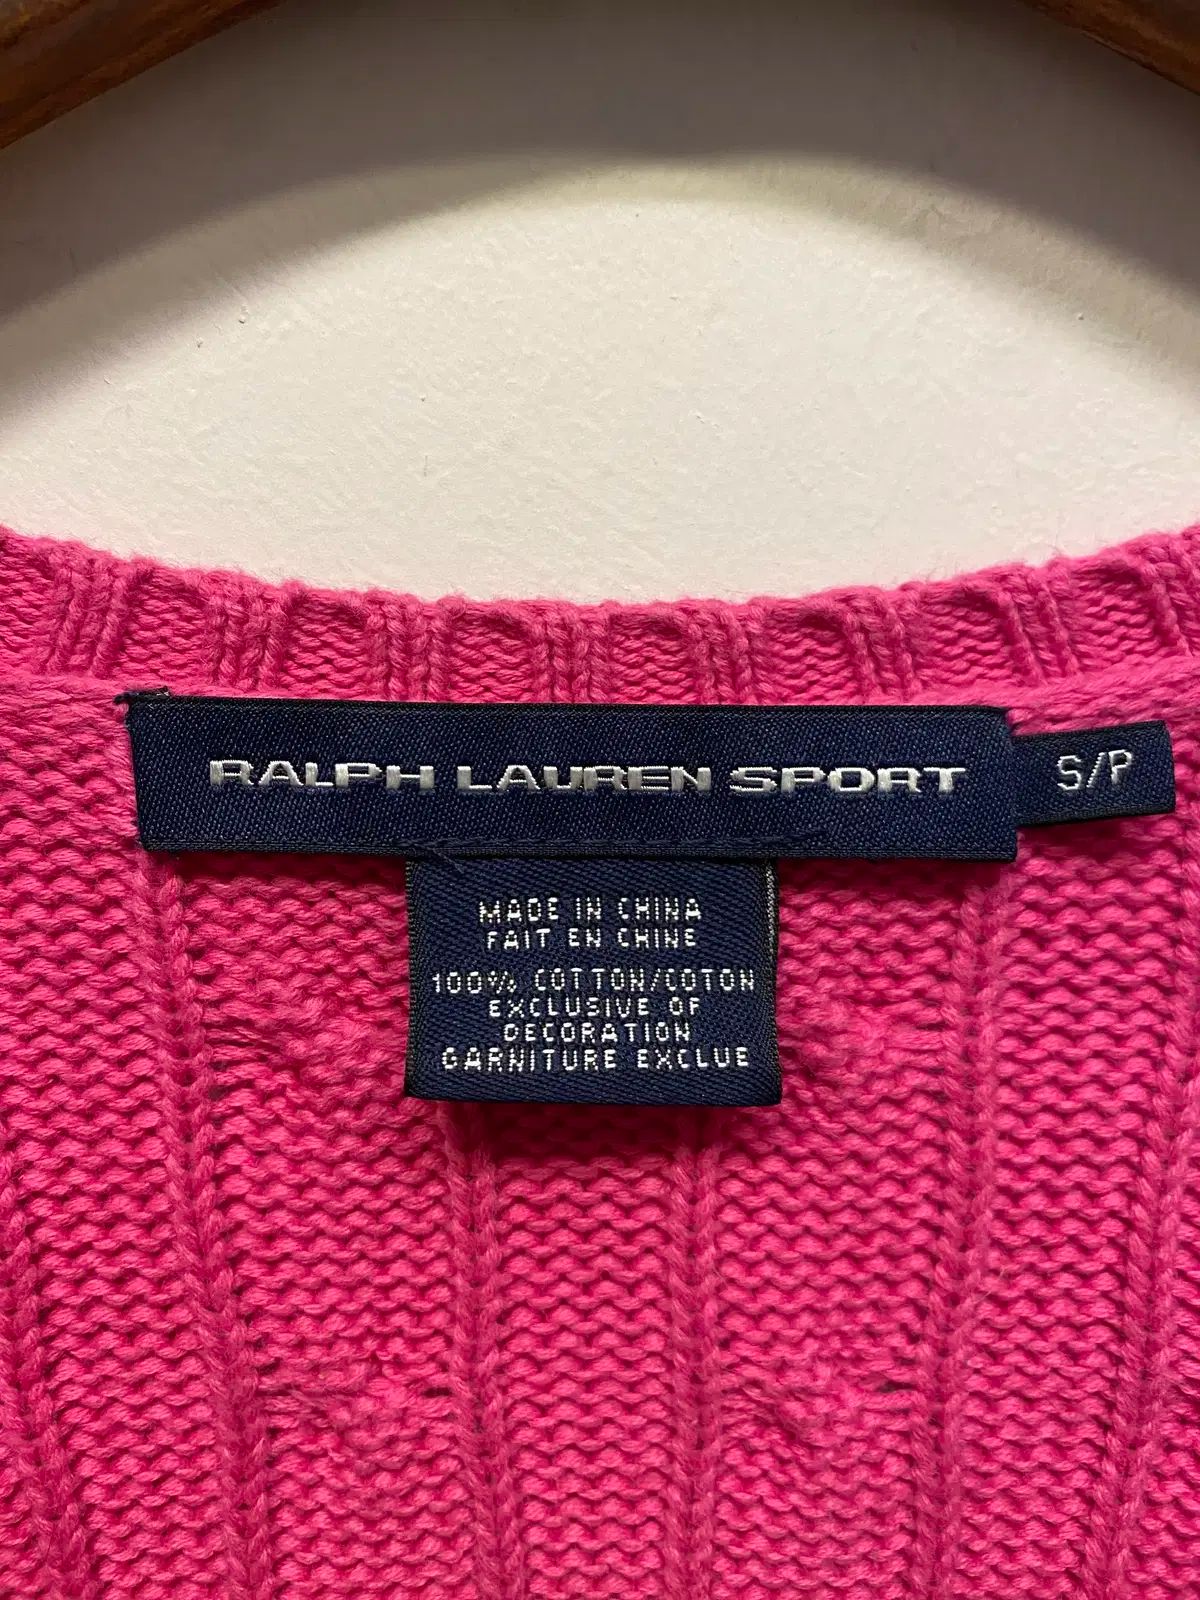 RALPH LAUREN SPORT
S/P
MADE IN CHINA
FAIT EN CHINE
100% COTTON/COTON
EXCLUSIVE OF
DECORATION
GARNITURE EXCLUE